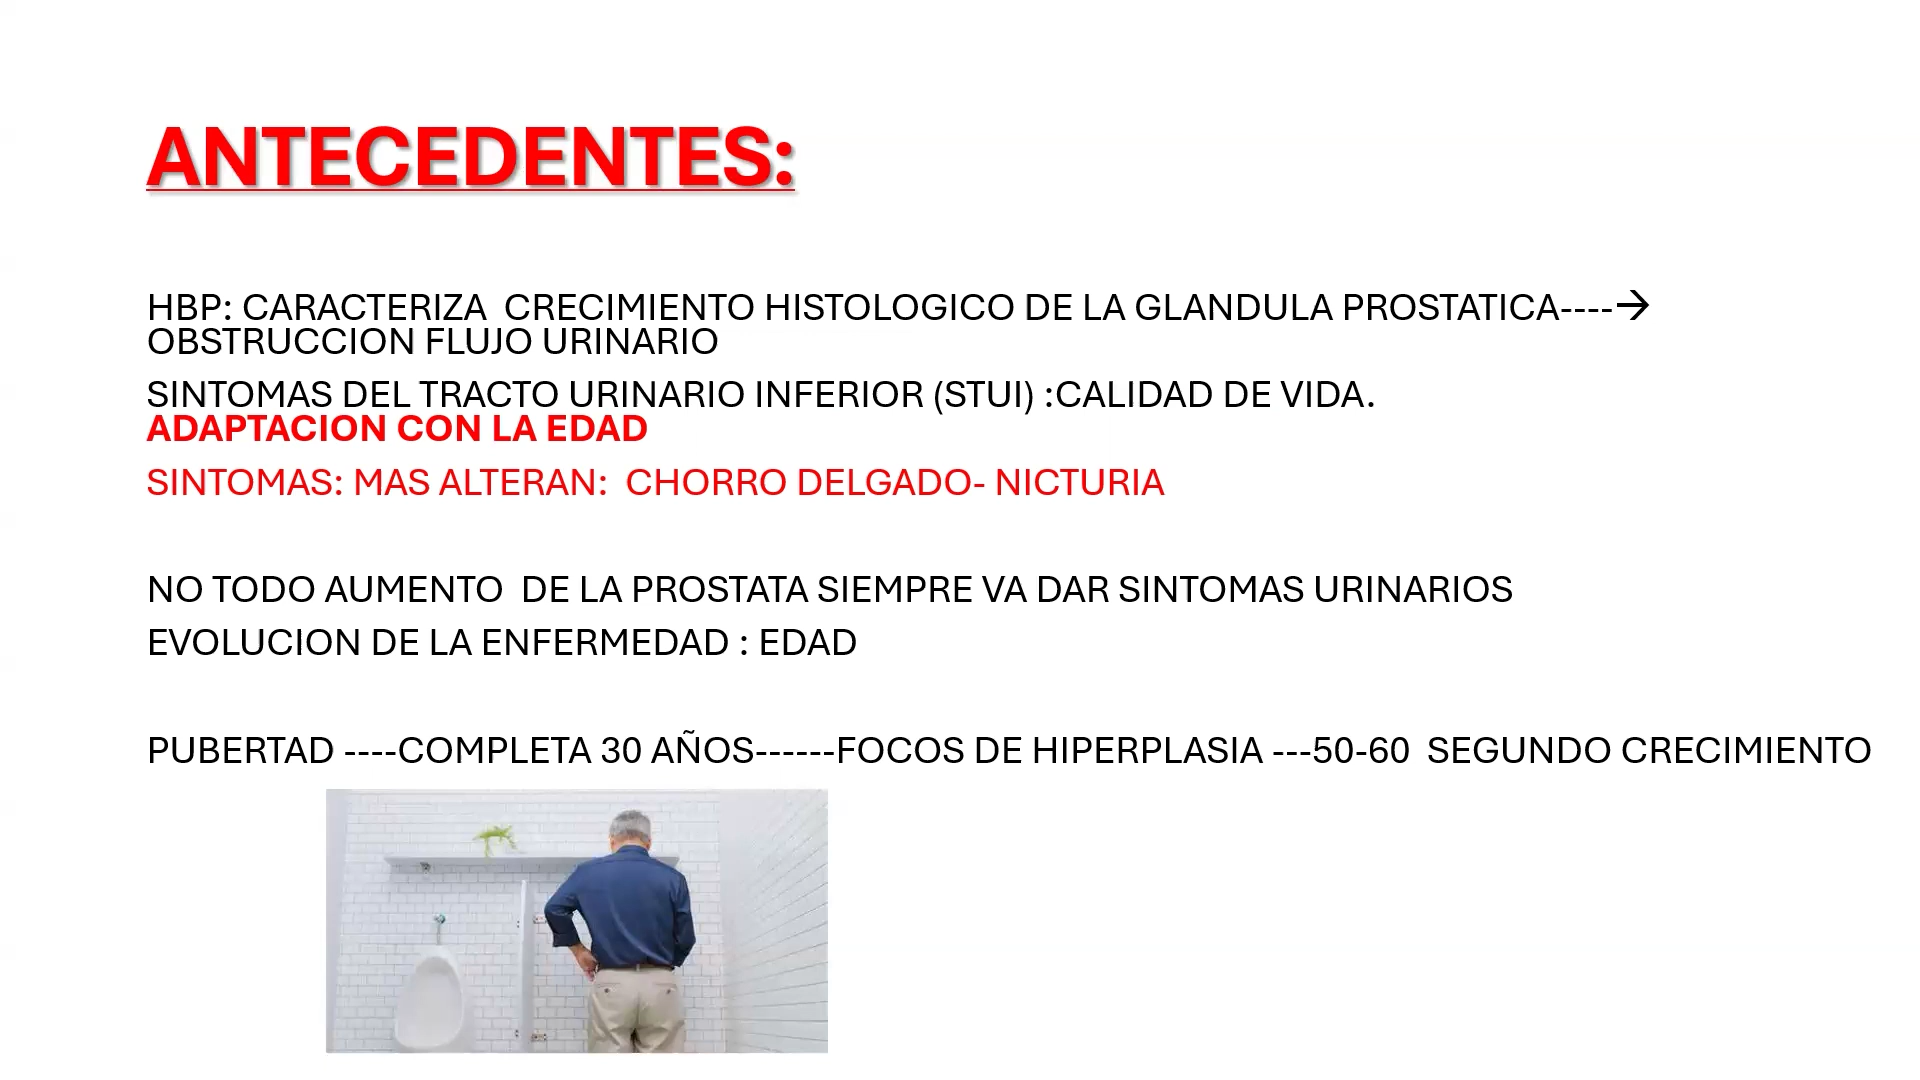 ANTECEDENTES:
HBP: CARACTERIZA CRECIMIENTO HISTOLOGICO DE LA GLANDULA PROSTATICA----→
OBSTRUCCION FLUJO URINARIO
SINTOMAS DEL TRACTO URINARIO INFERIOR (STUI) :CALIDAD DE VIDA.
ADAPTACION CON LA EDAD
SINTOMAS: MAS ALTERAN: CHORRO DELGADO- NICTURIA
NO TODO AUMENTO DE LA PROSTATA SIEMPRE VA DAR SINTOMAS URINARIOS
EVOLUCION DE LA ENFERMEDAD : EDAD
PUBERTAD ----COMPLETA 30 AÑOS------FOCOS DE HIPERPLASIA ---50-60 SEGUNDO CRECIMIENTO